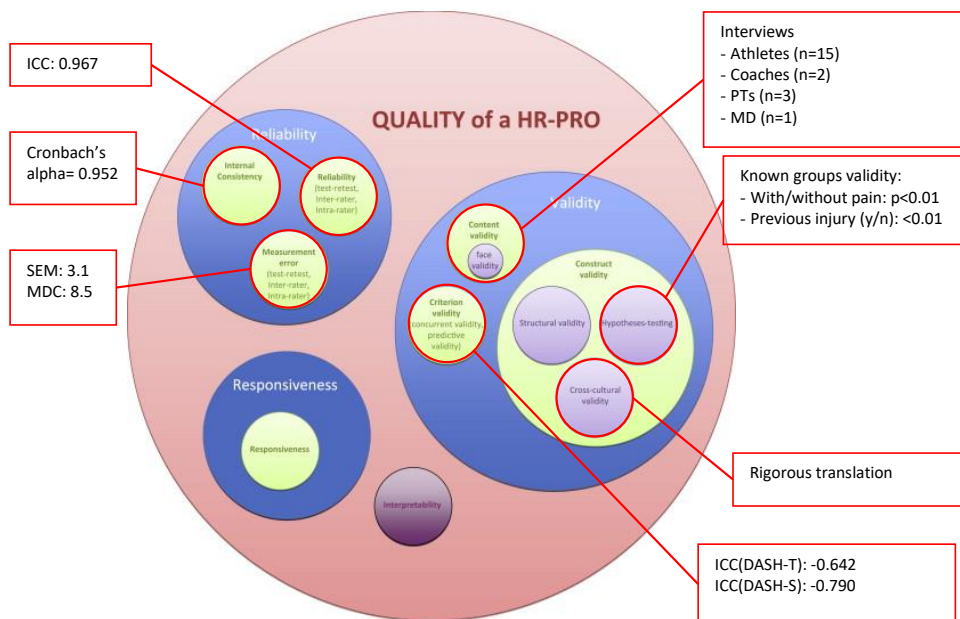 ICC: 0.967
Cronbach's
alpha= 0.952
SEM: 3.1
MDC: 8.5
QUALITY of a HR-PRO
Reliability
Internal
Consistency
Reliability
(test-retest,
Inter-rater,
Intra-rater)
Measurement
error
(test-retest,
Inter-rater,
Intra-rater)
Validity
Content
validity
face
validity
Criterion
validity
(concurrent validity,
predictive
validity)
Construct
validity
Structural validity
Hypotheses-testing
Cross-cultural
validity
Responsiveness
Responsiveness
Interpretability
Interviews
- Athletes (n=15)
- Coaches (n=2)
- PTs (n=3)
- MD (n=1)
Known groups validity:
- With/without pain: p<0.01
- Previous injury (y/n): <0.01
Rigorous translation
ICC(DASH-T): -0.642
ICC(DASH-S): -0.790